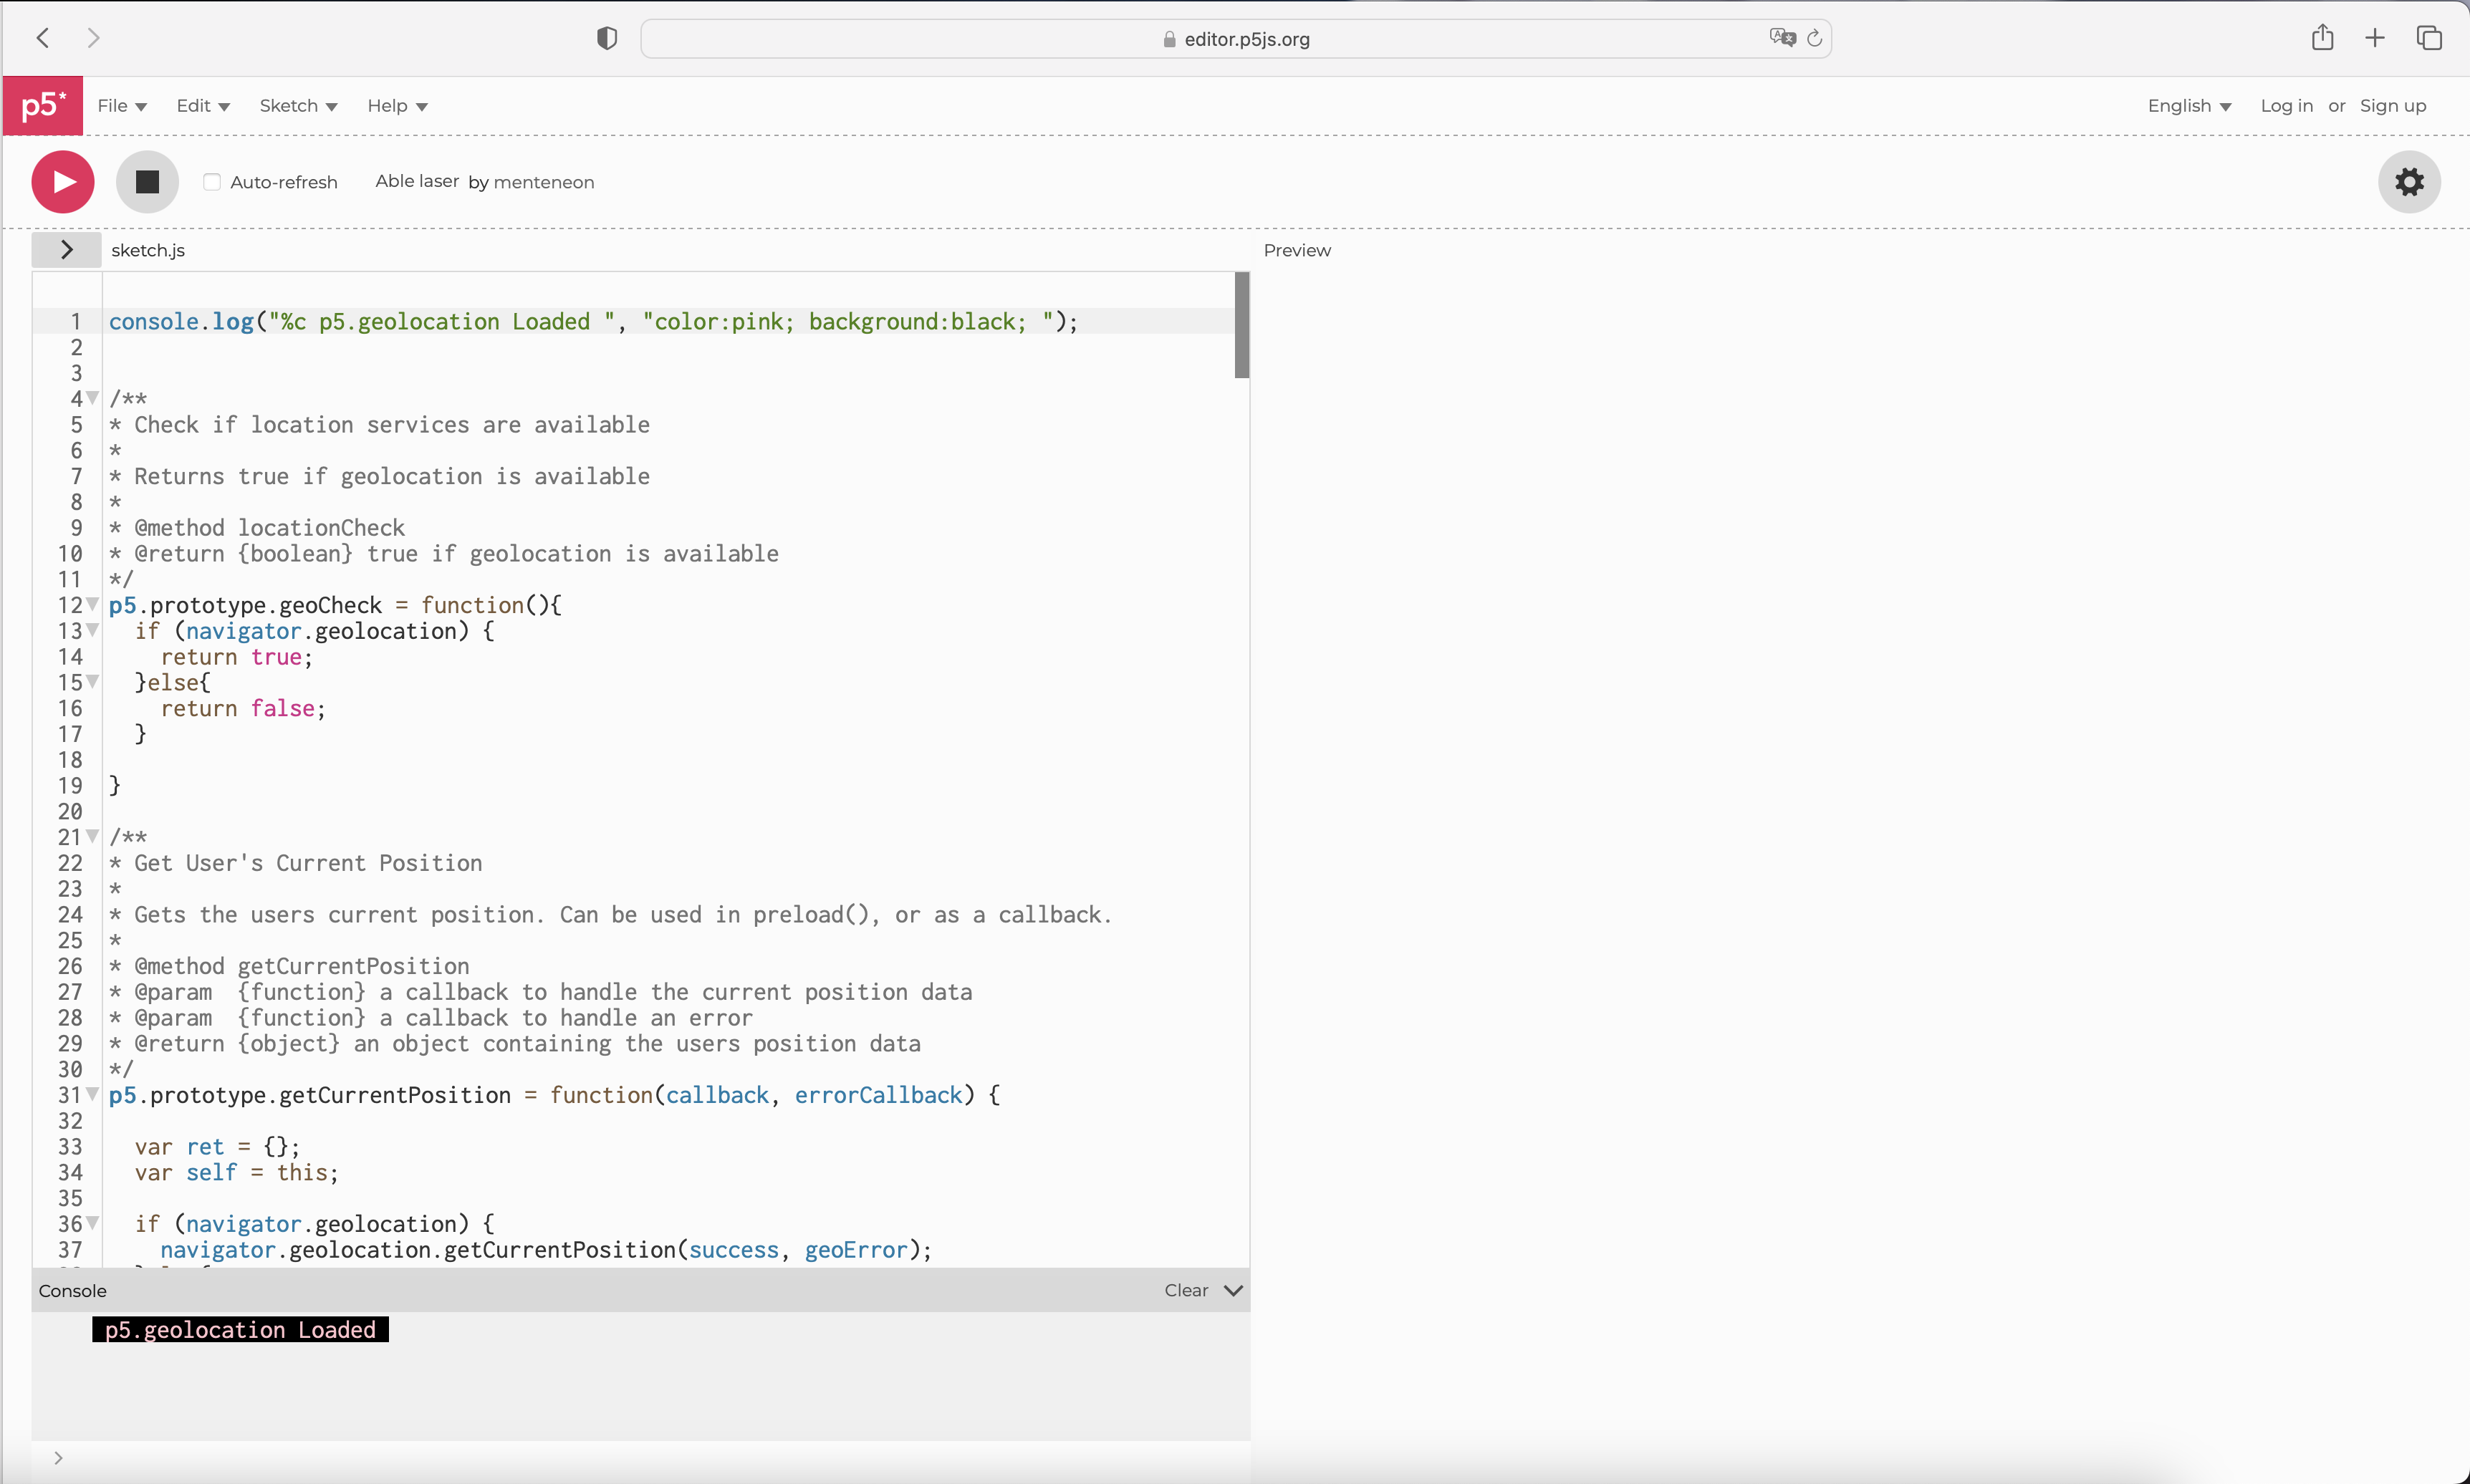 editor.p5js.org
p5* File Edit Sketch Help English Log in or Sign up
Auto-refresh Able laser by menteneon
sketch.js Preview
1 console.log("%c p5.geolocation Loaded ", "color:pink; background:black; ");
2
3
4 /**
5 * Check if location services are available
6 *
7 * Returns true if geolocation is available
8 *
9 * @method locationCheck
10 * @return {boolean} true if geolocation is available
11 */
12 p5.prototype.geoCheck = function(){
13   if (navigator.geolocation) {
14     return true;
15   }else{
16     return false;
17   }
18
19 }
20
21 /**
22 * Get User's Current Position
23 *
24 * Gets the users current position. Can be used in preload(), or as a callback.
25 *
26 * @method getCurrentPosition
27 * @param  {function} a callback to handle the current position data
28 * @param  {function} a callback to handle an error
29 * @return {object} an object containing the users position data
30 */
31 p5.prototype.getCurrentPosition = function(callback, errorCallback) {
32
33   var ret = {};
34   var self = this;
35
36   if (navigator.geolocation) {
37     navigator.geolocation.getCurrentPosition(success, geoError);
Console Clear
p5.geolocation Loaded
>